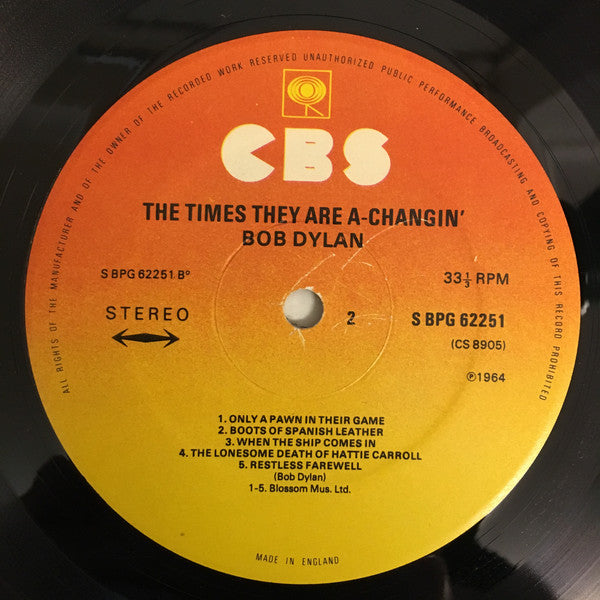 ALL RIGHTS OF THE MANUFACTURER AND OF THE OWNER OF THE RECORDED WORK RESERVED UNAUTHORIZED PUBLIC PERFORMANCE BROADCASTING AND COPYING OF THIS RECORD PROHIBITED
CBS
THE TIMES THEY ARE A-CHANGIN'
BOB DYLAN
S BPG 62251 Bº
33⅓ RPM
STEREO
2
S BPG 62251
(CS 8905)
℗1964
1. ONLY A PAWN IN THEIR GAME
2. BOOTS OF SPANISH LEATHER
3. WHEN THE SHIP COMES IN
4. THE LONESOME DEATH OF HATTIE CARROLL
5. RESTLESS FAREWELL
(Bob Dylan)
1-5. Blossom Mus. Ltd.
MADE IN ENGLAND